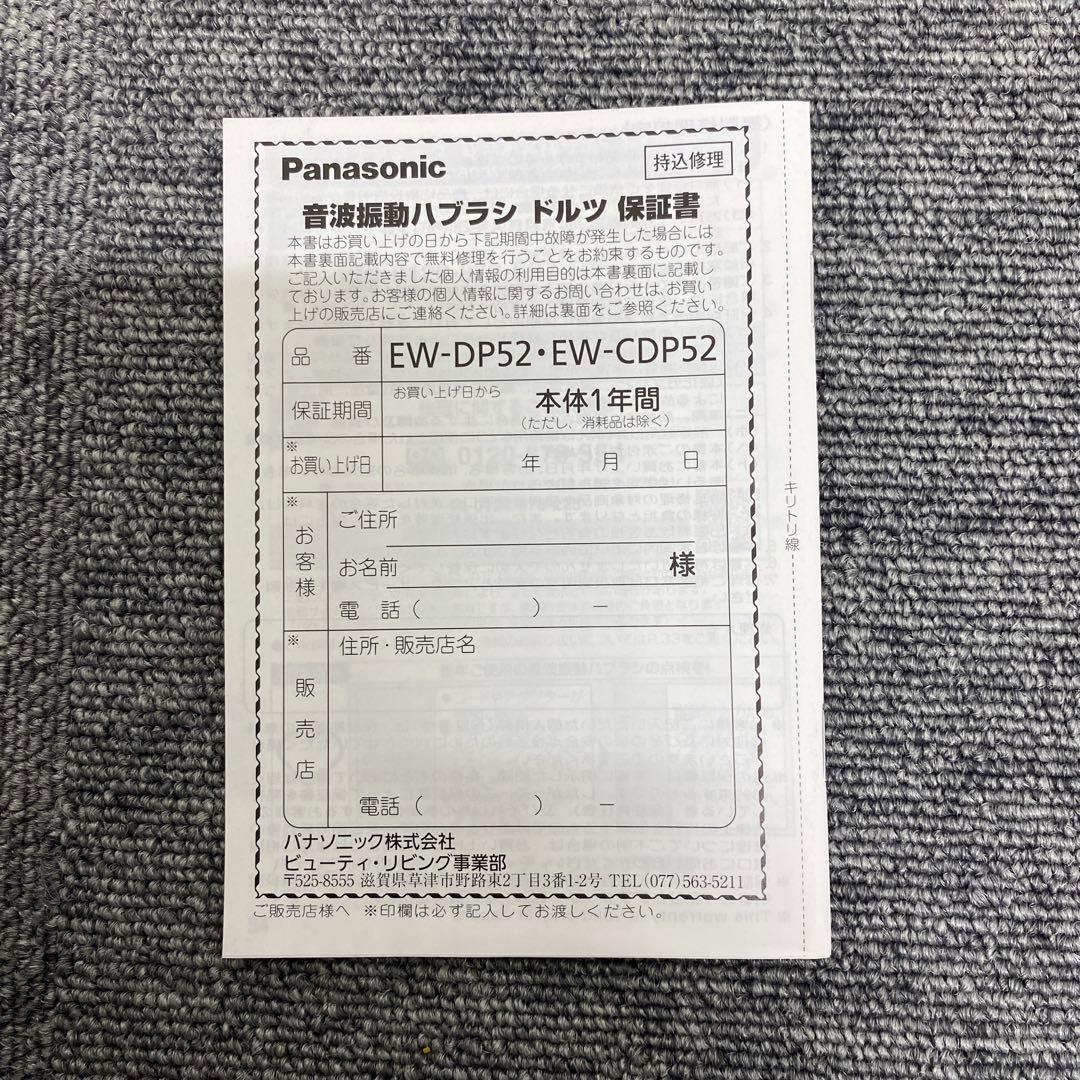 Panasonic
持込修理
音波振動ハブラシ ドルツ 保証書
本書はお買い上げの日から下記期間中故障が発生した場合には
本書裏面記載内容で無料修理を行うことをお約束するものです。
ご記入いただきました個人情報の利用目的は本書裏面に記載し
ております。お客様の個人情報に関するお問い合わせは、お買い
上げの販売店にご連絡ください。詳細は裏面をご参照ください。
品 番 EW-DP52・EW-CDP52
保証期間 お買い上げ日から 本体1年間
(ただし、消耗品は除く)
※
お買い上げ日 年 月 日
※
お客様
ご住所
お名前 様
電 話 ( ) ー
※
販売店
住所・販売店名
電話 ( ) ー
パナソニック株式会社
ビューティ・リビング事業部
〒525-8555 滋賀県草津市野路東2丁目3番1-2号 TEL(077)563-5211
ご販売店様へ ※印欄は必ず記入してお渡しください。
キリトリ線